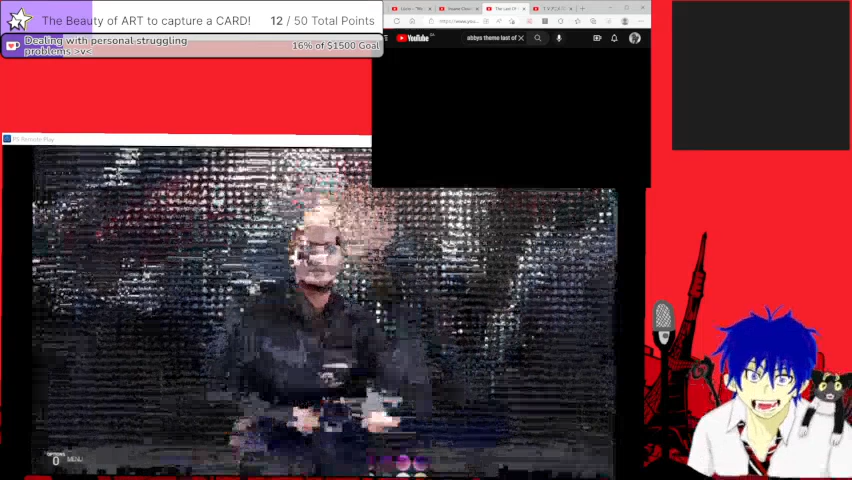 The Beauty of ART to capture a CARD! 12 / 50 Total Points
Dealing with personal struggling
problems >v<
16% of $1500 Goal
YouTube
abbys theme last of
PS Remote Play
OPTIONS
MENU